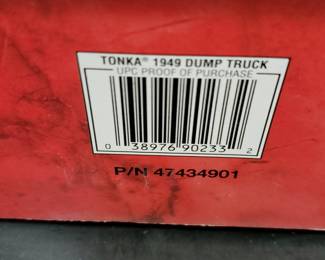 TONKA® 1949 DUMP TRUCK
UPC PROOF OF PURCHASE
0 38976 90233 2
P/N 47434901